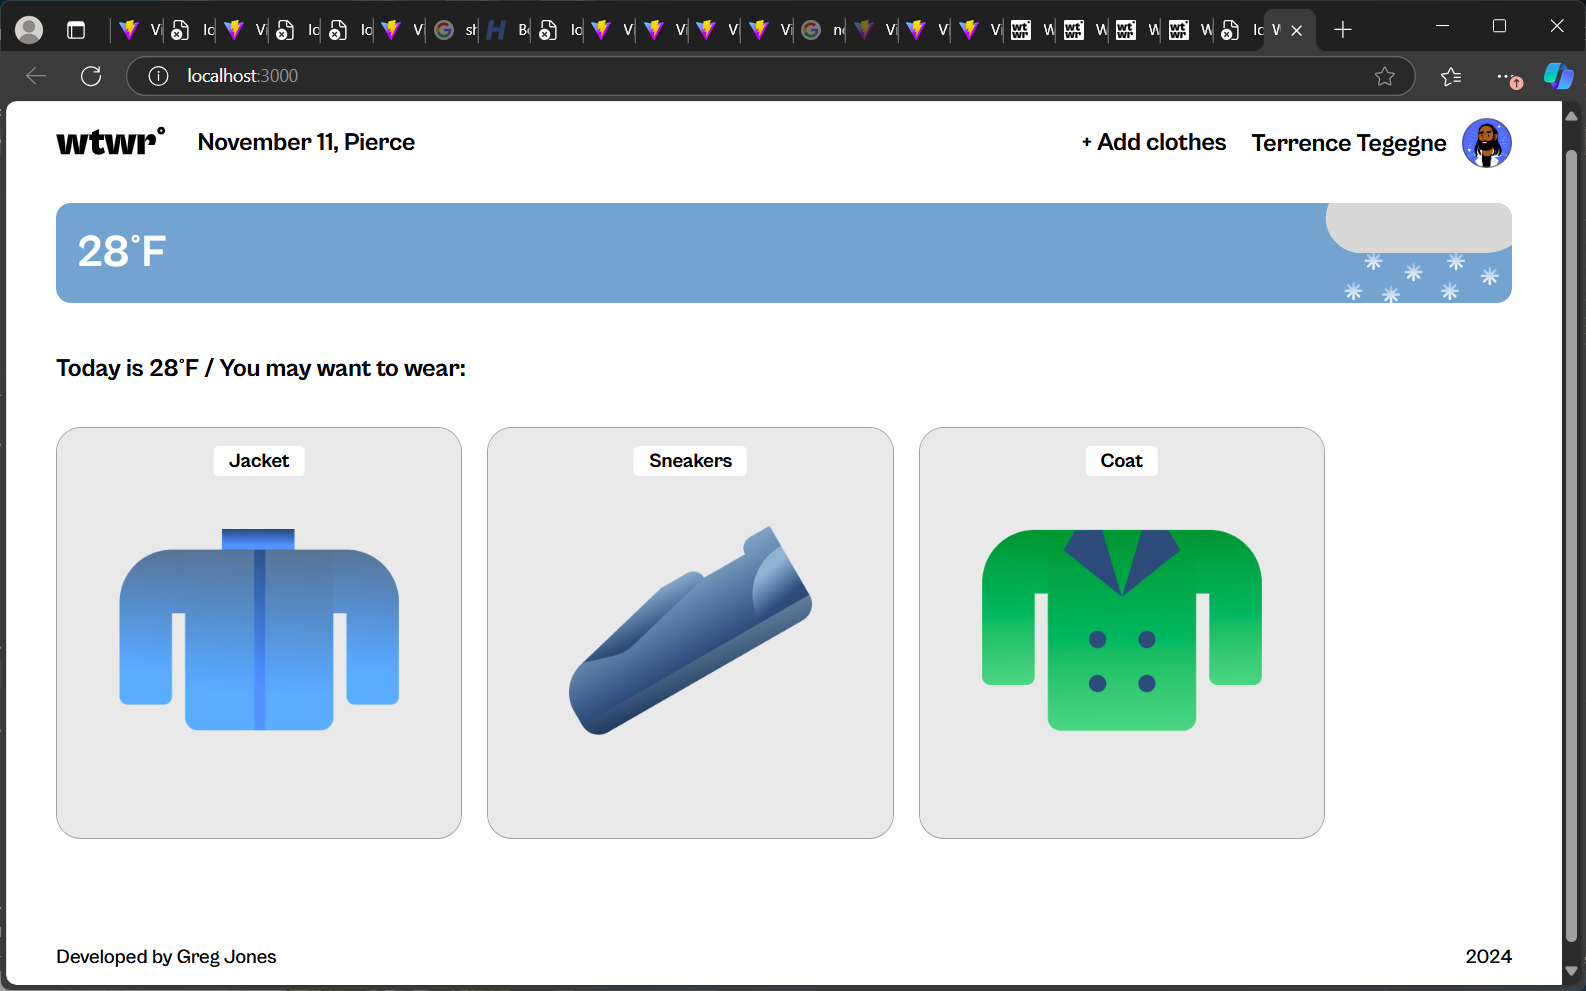 localhost:3000
wtwr°
November 11, Pierce
+ Add clothes
Terrence Tegegne
28°F
Today is 28°F / You may want to wear:
Jacket
Sneakers
Coat
Developed by Greg Jones
2024